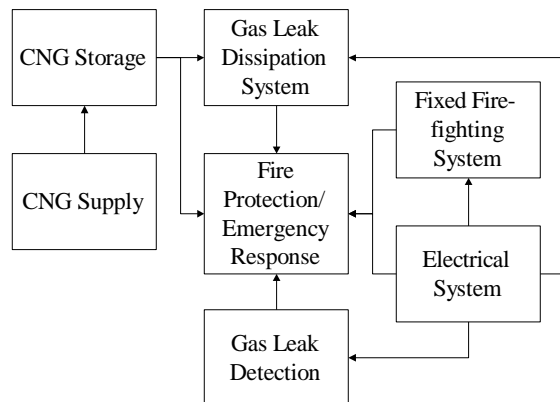 CNG Storage
Gas Leak
Dissipation
System
Fixed Fire-
fighting
System
CNG Supply
Fire
Protection/
Emergency
Response
Electrical
System
Gas Leak
Detection